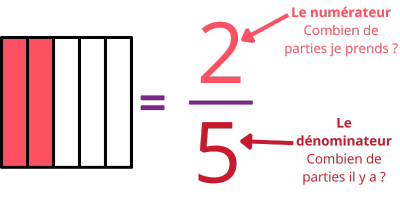 Le numérateur
Combien de
parties je prends ?
=
2
5
Le
dénominateur
Combien de
parties il y a ?